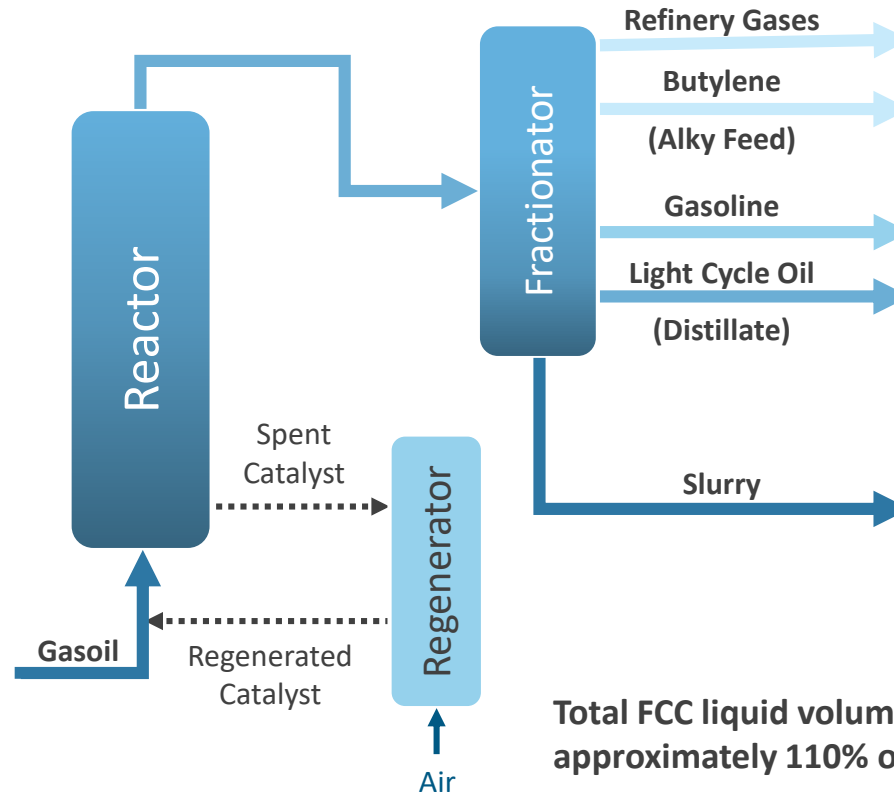 Refinery Gases
Butylene
(Alky Feed)
Gasoline
Light Cycle Oil
(Distillate)
Fractionator
Reactor
Spent
Catalyst
Slurry
Regenerator
Gasoil
Regenerated
Catalyst
Total FCC liquid
approximately 110%
Air